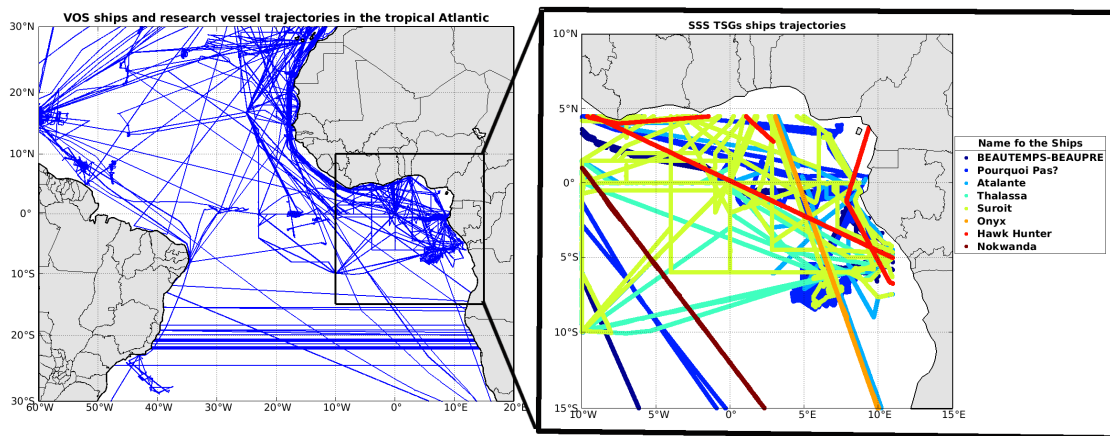 VOS ships and research vessel trajectories in the tropical Atlantic
30°N
20°N
10°N
0°
10°S
20°S
30°S
60°W
50°W
40°W
30°W
20°W
10°W
0°
10°E
20°E
SSS TSGs ships trajectories
10°N
5°N
0°
5°S
10°S
15°S
10°W
5°W
0°
5°E
10°E
15°E
Name fo the Ships
BEAUTEMPS-BEAUPRE
Pourquoi Pas?
Atalante
Thalassa
Suroit
Onyx
Hawk Hunter
Nokwanda